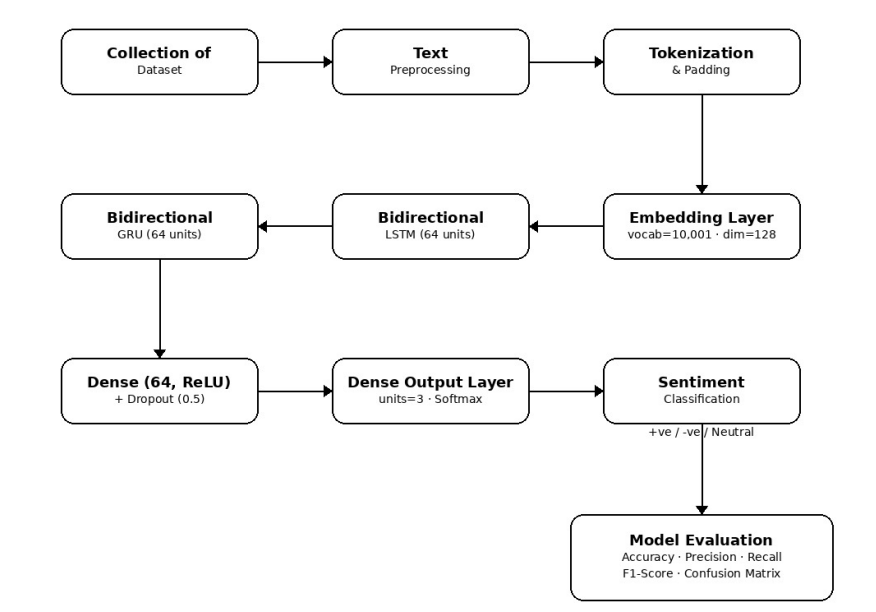 Collection of
Dataset
Text
Preprocessing
Tokenization
& Padding
Embedding Layer
vocab=10,001 · dim=128
Bidirectional
LSTM (64 units)
Bidirectional
GRU (64 units)
Dense (64, ReLU)
+ Dropout (0.5)
Dense Output Layer
units=3 · Softmax
Sentiment
Classification
+ve / -ve / Neutral
Model Evaluation
Accuracy · Precision · Recall
F1-Score · Confusion Matrix